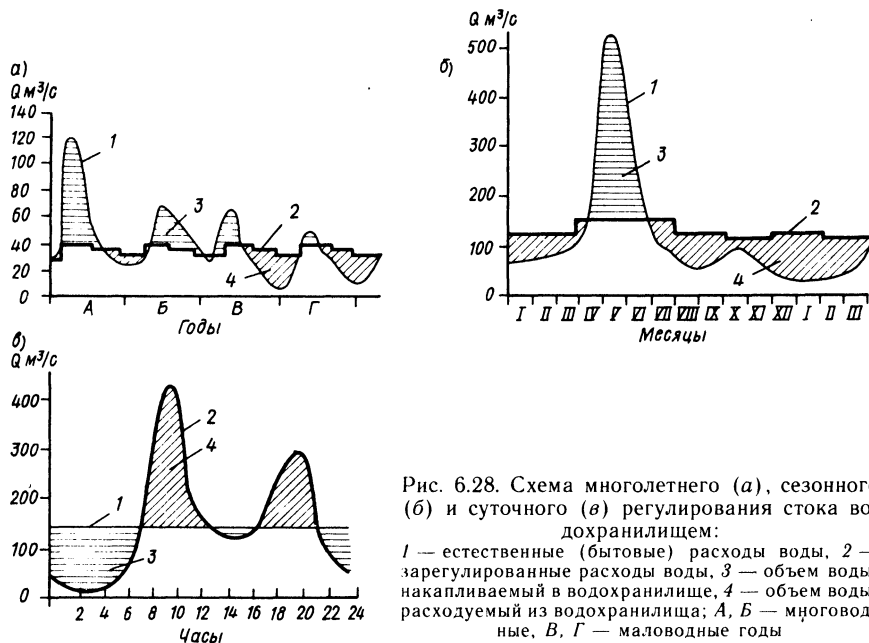 а)
Q м³/с
140
120
100
80
60
40
20
0
1
3
2
4
А Б В Г
Годы
б)
Q м³/с
500
400
300
200
100
0
1
3
2
4
I II III IV V VI VII VIII IX X XI XII I II III
Месяцы
в)
Q м³/с
400
300
200
100
0
2
4
1
3
2 4 6 8 10 12 14 16 18 20 22 24
Часы
Рис. 6.28. Схема многолетнего (а), сезонног
(б) и суточного (в) регулирования стока во
дохранилищем:
1 — естественные (бытовые) расходы воды, 2 —
зарегулированные расходы воды, 3 — объем воды
накапливаемый в водохранилище, 4 — объем воды
расходуемый из водохранилища; А, Б — многовод
ные, В, Г — маловодные годы